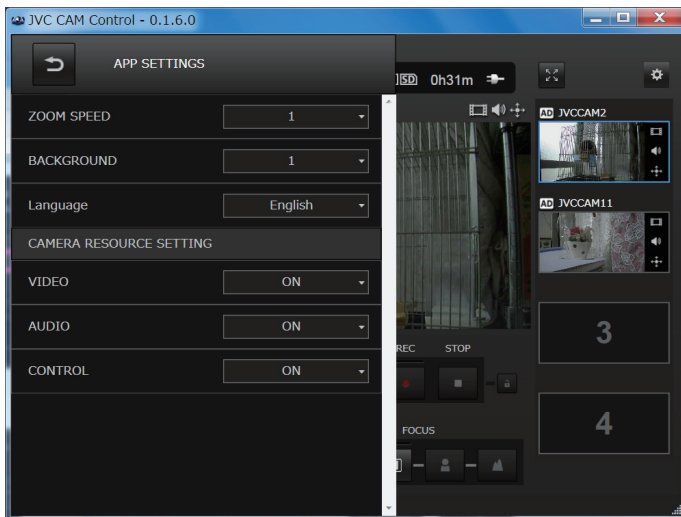 JVC CAM Control - 0.1.6.0
APP SETTINGS
SD 0h31m
ZOOM SPEED 1
BACKGROUND 1
Language English
CAMERA RESOURCE SETTING
VIDEO ON
AUDIO ON
CONTROL ON
REC STOP
FOCUS
AD JVCCAM2
AD JVCCAM11
3
4